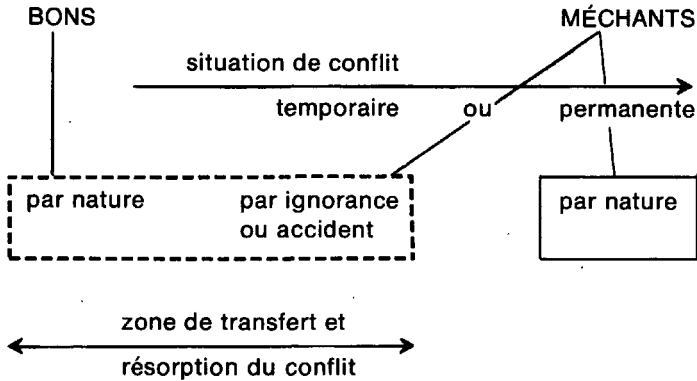 BONS MÉCHANTS
situation de conflit
temporaire ou permanente
par nature par ignorance par nature
ou accident
zone de transfert et
résorption du conflit